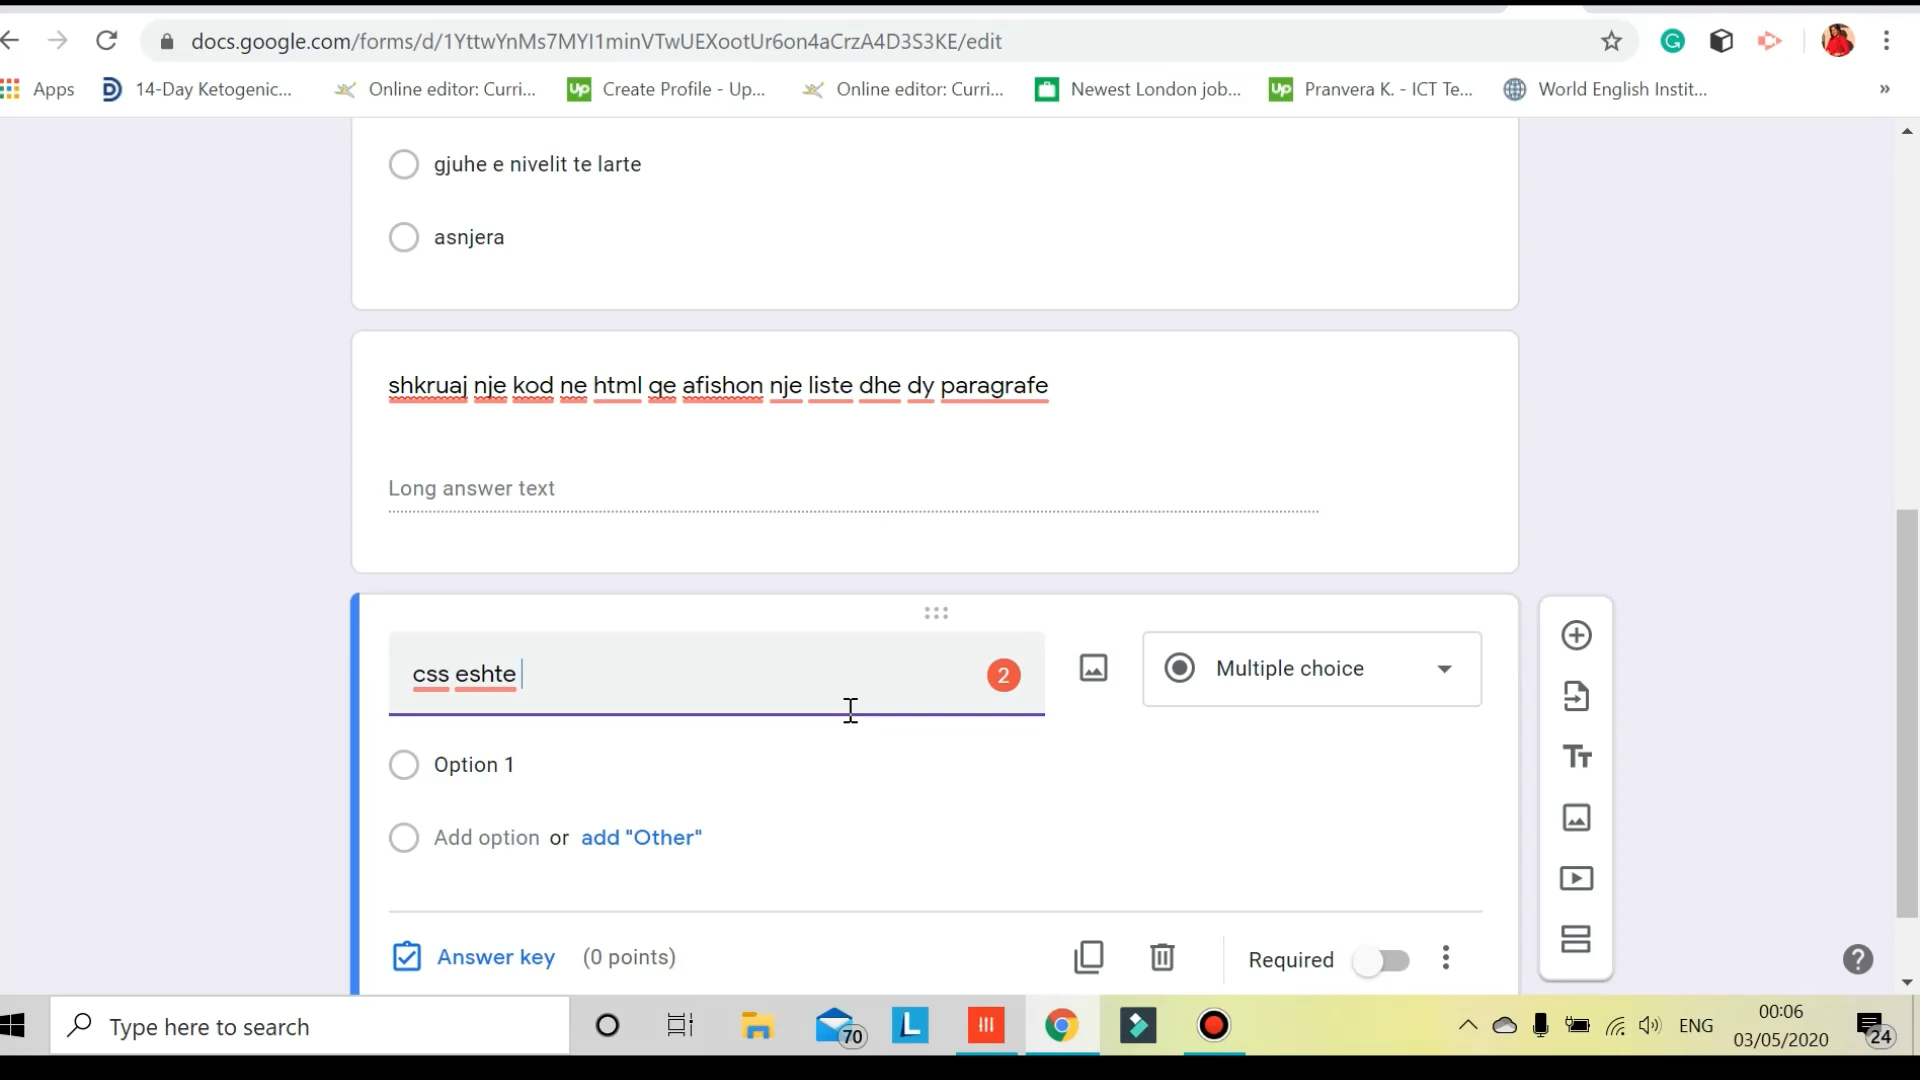 docs.google.com/forms/d/1YttwYnMs7MYI1minVTwUEXootUr6on4aCrzA4D3S3KE/edit
Apps
14-Day Ketogenic...
Online editor: Curri...
Up
Create Profile - Up...
Online editor: Curri...
Newest London job...
Up
Pranvera K. - ICT Te...
World English Instit...
»
gjuhe e nivelit te larte
asnjera
shkruaj nje kod ne html qe afishon nje liste dhe dy paragrafe
Long answer text
css eshte
2
Multiple choice
Option 1
Add option or add "Other"
Answer key (0 points)
Required
Type here to search
70
L
ENG
00:06
03/05/2020
24